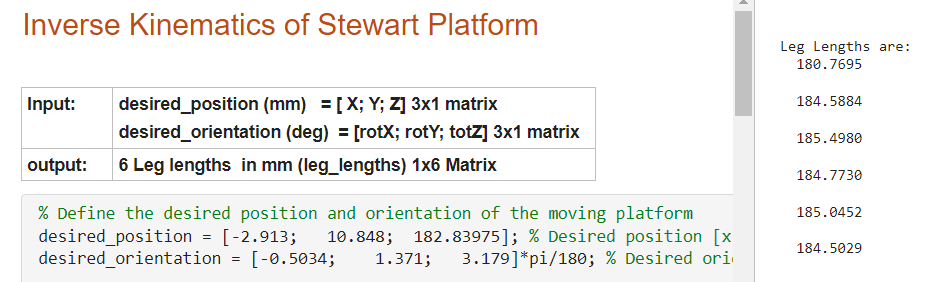 Inverse Kinematics of Stewart Platform
Input: desired_position (mm) = [ X; Y; Z] 3x1 matrix
desired_orientation (deg) = [rotX; rotY; totZ] 3x1 matrix
output: 6 Leg lengths in mm (leg_lengths) 1x6 Matrix
% Define the desired position and orientation of the moving platform
desired_position = [-2.913; 10.848; 182.83975]; % Desired position [x
desired_orientation = [-0.5034; 1.371; 3.179]*pi/180; % Desired ori
Leg Lengths are:
180.7695
184.5884
185.4980
184.7730
185.0452
184.5029